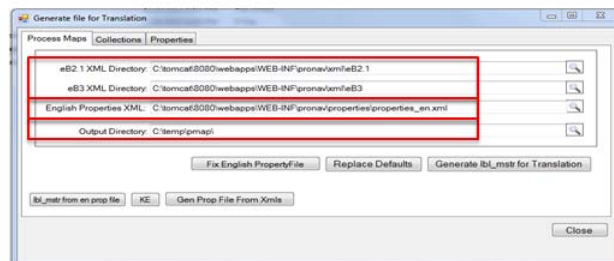 Generate file for Translation
Process Maps Collections Properties
eB2.1 XML Directory: C:\tomcat\8080\webapps\WEB-INF\pronav\xml\eB2.1
eB3 XML Directory: C:\tomcat\8080\webapps\WEB-INF\pronav\xml\eB3
English Properties XML: C:\tomcat\8080\webapps\WEB-INF\pronav\properties\properties_en.xml
Output Directory: C:\temp\pmap\
Fix English PropertyFile Replace Defaults Generate lbl_mstr for Translation
lbl_mstr from en prop file KE Gen Prop File From Xmls
Close